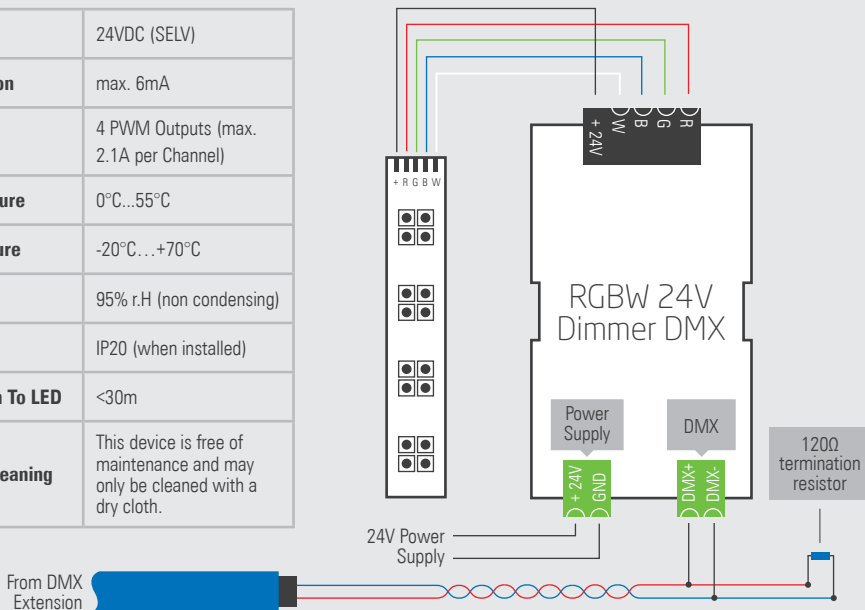 24VDC (SELV)
on
max. 6mA
4 PWM Outputs (max.
2.1A per Channel)
ure
0°C...55°C
ure
-20°C...+70°C
95% r.H (non condensing)
IP20 (when installed)
To LED
<30m
eaning
This device is free of
maintenance and may
only be cleaned with a
dry cloth.
+ R G B W
+ 24V
W
B
G
R
RGBW 24V
Dimmer DMX
Power
Supply
DMX
+ 24V
GND
DMX+
DMX-
120Ω
termination
resistor
24V Power
Supply
From DMX
Extension